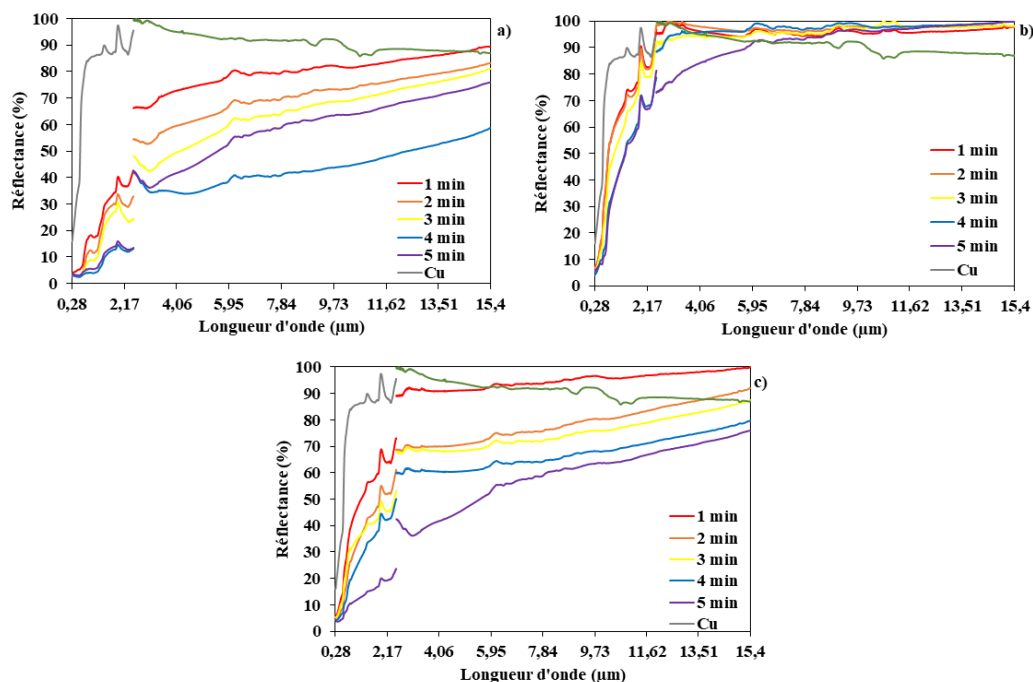 a)
Réflectance (%)
100
90
80
70
60
50
40
30
20
10
0
1 min
2 min
3 min
4 min
5 min
Cu
0,28 2,17 4,06 5,95 7,84 9,73 11,62 13,51 15,4
Longueur d'onde (µm)
b)
Réflectance (%)
100
90
80
70
60
50
40
30
20
10
0
1 min
2 min
3 min
4 min
5 min
Cu
0,28 2,17 4,06 5,95 7,84 9,73 11,62 13,51 15,4
Longueur d'onde (µm)
c)
Réflectance (%)
100
90
80
70
60
50
40
30
20
10
0
1 min
2 min
3 min
4 min
5 min
Cu
0,28 2,17 4,06 5,95 7,84 9,73 11,62 13,51 15,4
Longueur d'onde (µm)